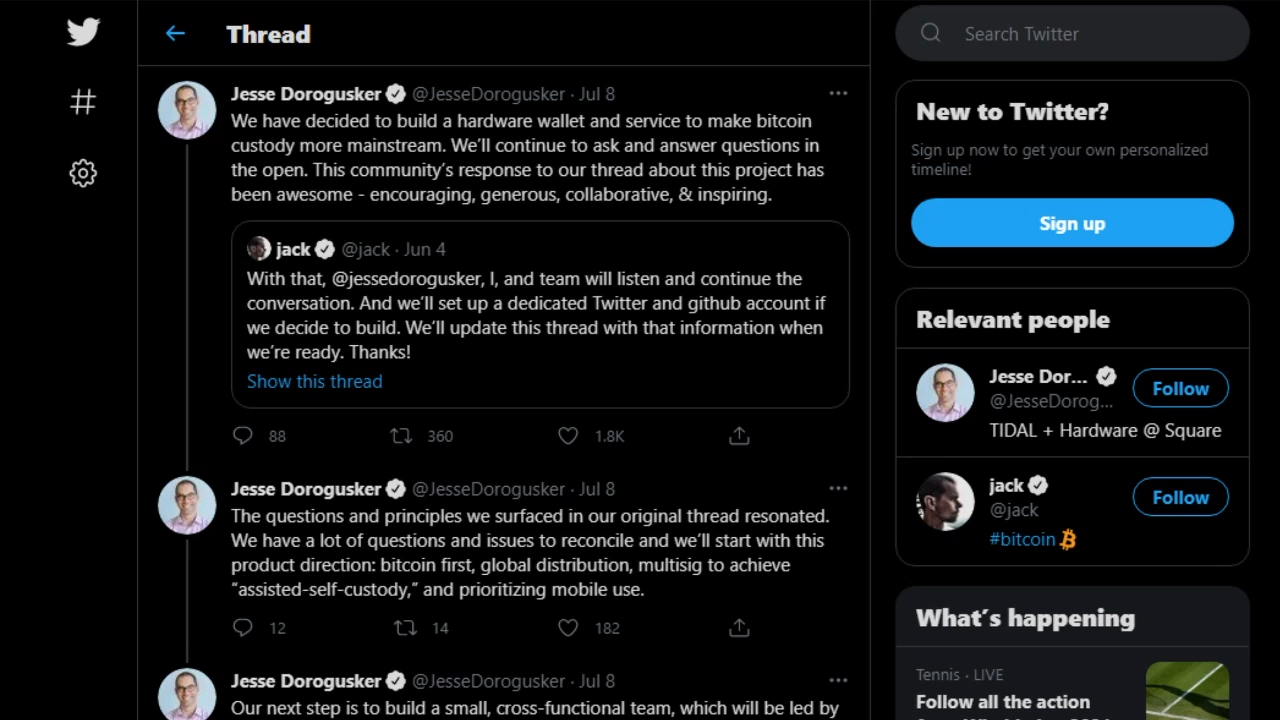 Thread
Jesse Dorogusker @JesseDorogusker · Jul 8
We have decided to build a hardware wallet and service to make bitcoin
custody more mainstream. We'll continue to ask and answer questions in
the open. This community's response to our thread about this project has
been awesome - encouraging, generous, collaborative, & inspiring.
jack @jack · Jun 4
With that, @jessedorogusker, I, and team will listen and continue the
conversation. And we'll set up a dedicated Twitter and github account if
we decide to build. We'll update this thread with that information when
we're ready. Thanks!
Show this thread
88 360 1.8K
Jesse Dorogusker @JesseDorogusker · Jul 8
The questions and principles we surfaced in our original thread resonated.
We have a lot of questions and issues to reconcile and we'll start with this
product direction: bitcoin first, global distribution, multisig to achieve
“assisted-self-custody,” and prioritizing mobile use.
12 14 182
Jesse Dorogusker @JesseDorogusker · Jul 8
Our next step is to build a small, cross-functional team, which will be led by
Search Twitter
New to Twitter?
Sign up now to get your own personalized
timeline!
Sign up
Relevant people
Jesse Dor...
@JesseDorog...
Follow
TIDAL + Hardware @ Square
jack
@jack
Follow
#bitcoin
What's happening
Tennis · LIVE
Follow all the action